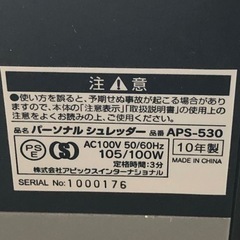 注意
●使い方を誤ると、予期せぬ事故が起こる場合があり
ますので、本体の「注意表示」/「取扱説明書」の使用上の
注意をよくお読みの上、ご使用ください。
品名 パーソナル シュレッダー 品番 APS-530
PSE
AC100V 50/60Hz
105/100W
定格時間:3分
10年製
MADE IN CHINA
株式会社アピックスインターナショナル
SERIAL No: 1000176